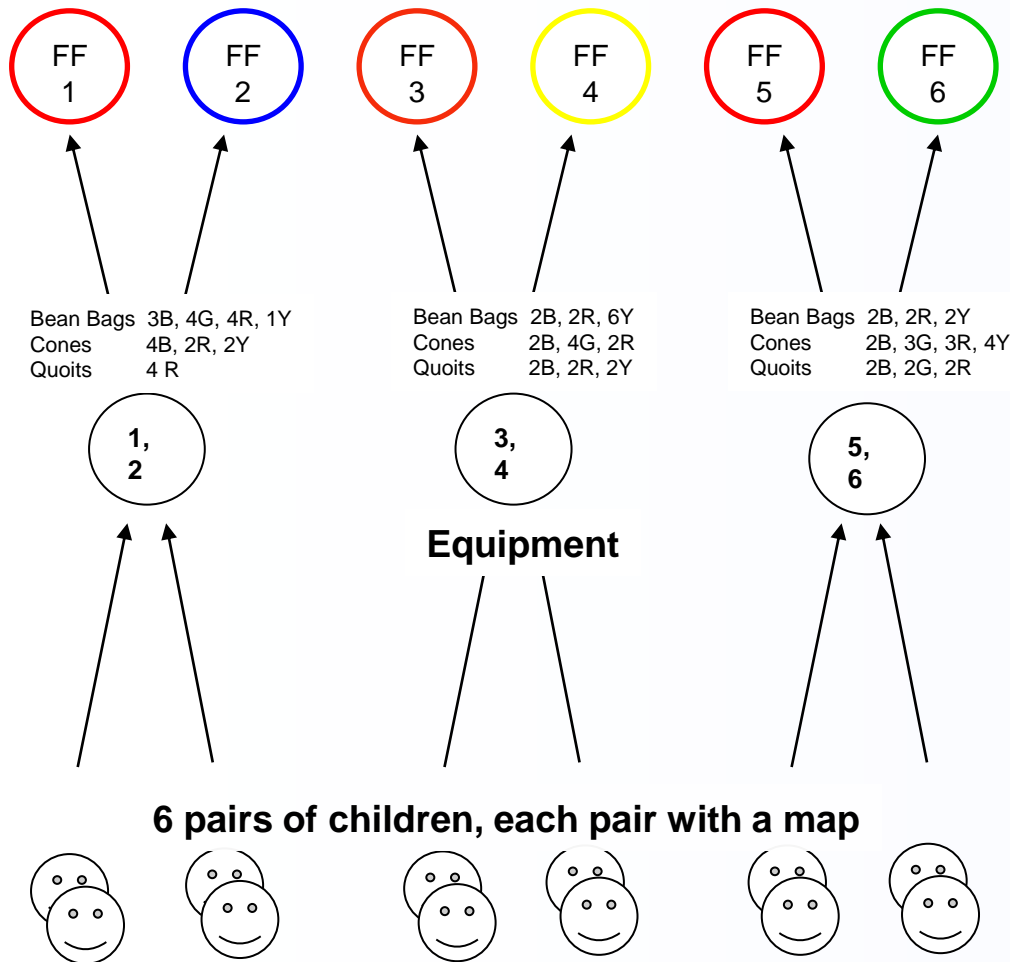 FF
1
FF
2
FF
3
FF
4
FF
5
FF
6
Bean Bags 3B, 4G, 4R, 1Y
Cones 4B, 2R, 2Y
Quoits 4 R
Bean Bags 2B, 2R, 6Y
Cones 2B, 4G, 2R
Quoits 2B, 2R, 2Y
Bean Bags 2B, 2R, 2Y
Cones 2B, 3G, 3R, 4Y
Quoits 2B, 2G, 2R
1,
2
3,
4
5,
6
Equipment
6 pairs of children, each pair with a map